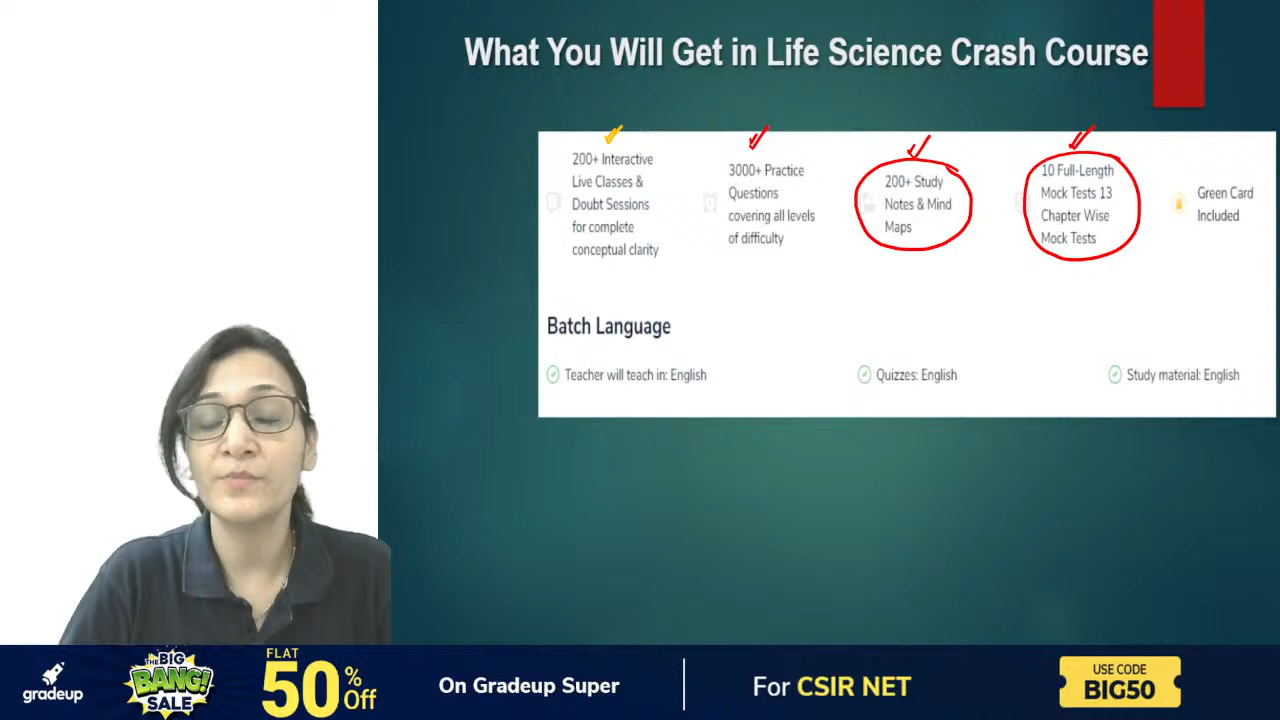 What You Will Get in Life Science Crash Course
200+ Interactive
Live Classes &
Doubt Sessions
for complete
conceptual clarity
3000+ Practice
Questions
covering all levels
of difficulty
200+ Study
Notes & Mind
Maps
10 Full-Length
Mock Tests 13
Chapter Wise
Mock Tests
Green Card
Included
Batch Language
Teacher will teach in: English
Quizzes: English
Study material: English
gradeup
THE BIG
BANG!
SALE
FLAT
50% Off
On Gradeup Super
For CSIR NET
USE CODE
BIG50